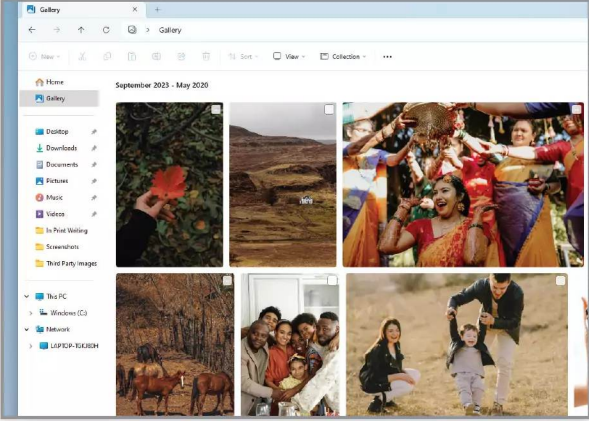 Gallery
Gallery
New
Sort
View
Collection
Home
Gallery
September 2023 - May 2020
Desktop
Downloads
Documents
Pictures
Music
Videos
In Print Writing
Screenshots
Third Party Images
This PC
Windows (C:)
Network